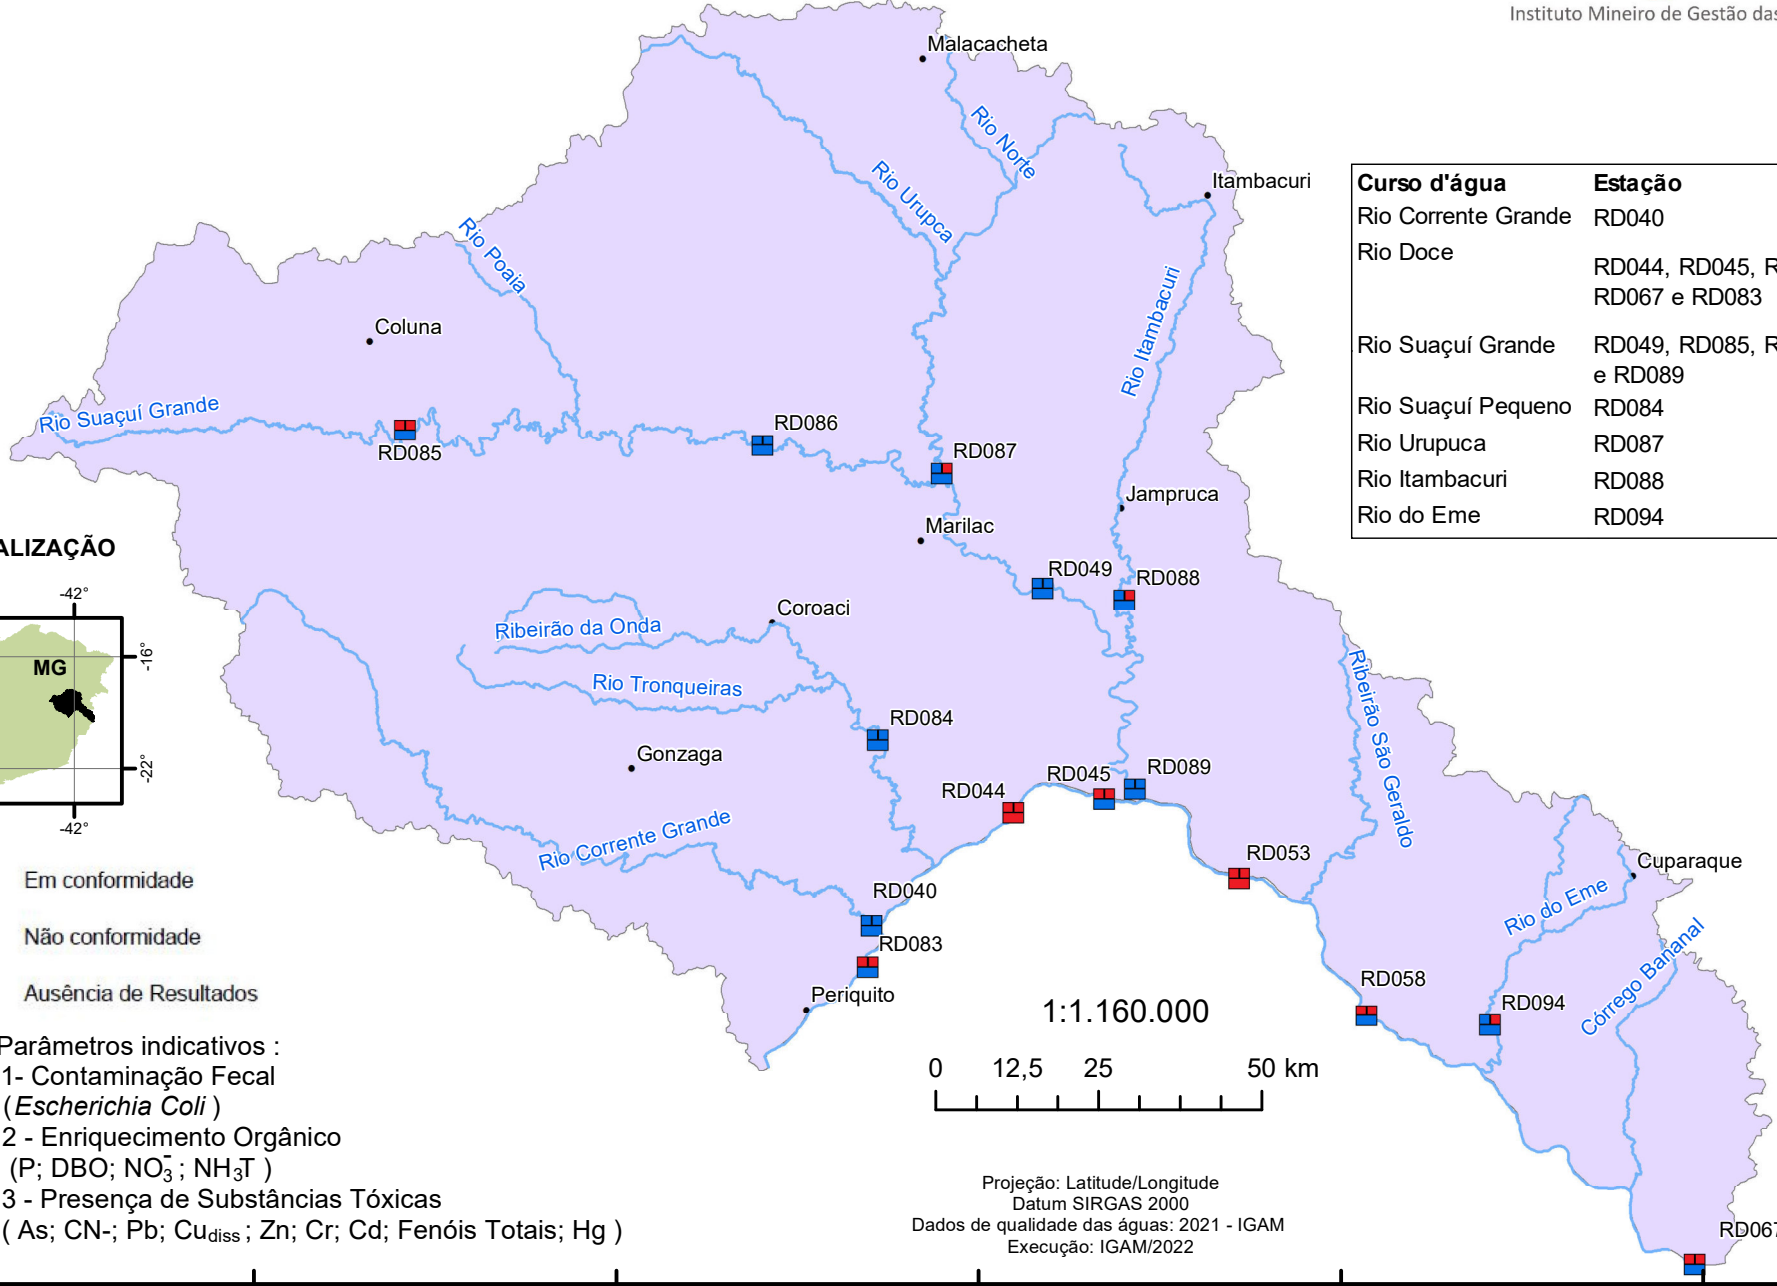 Instituto Mineiro de Gestão das
Malacacheta
Rio Norte
Itambacuri
Rio Urupca
Rio Poaia
Rio Itambacuri
Coluna
Rio Suaçuí Grande
RD085
RD086
RD087
Jampruca
Marilac
RD049
RD088
Coroaci
Ribeirão da Onda
Rio Tronqueiras
Ribeirão São Geraldo
RD084
Gonzaga
RD044
RD045
RD089
Rio Corrente Grande
RD053
Cuparaque
RD040
Rio do Eme
RD083
Córrego Bananal
Periquito
RD058
RD094
RD067
Curso d'água Estação
Rio Corrente Grande RD040
Rio Doce
RD044, RD045, R
RD067 e RD083
Rio Suaçuí Grande RD049, RD085, R
e RD089
Rio Suaçuí Pequeno RD084
Rio Urupuca RD087
Rio Itambacuri RD088
Rio do Eme RD094
ALIZAÇÃO
-42°
MG
-16°
-22°
-42°
Em conformidade
Não conformidade
Ausência de Resultados
Parâmetros indicativos :
1- Contaminação Fecal
(Escherichia Coli )
2 - Enriquecimento Orgânico
(P; DBO; NO₃⁻; NH₃T )
3 - Presença de Substâncias Tóxicas
( As; CN-; Pb; Cudiss ; Zn; Cr; Cd; Fenóis Totais; Hg )
1:1.160.000
0 12,5 25 50 km
Projeção: Latitude/Longitude
Datum SIRGAS 2000
Dados de qualidade das águas: 2021 - IGAM
Execução: IGAM/2022